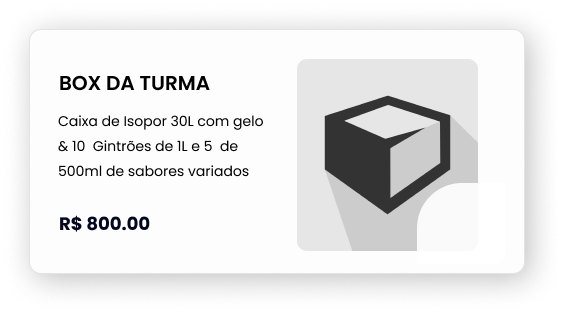 BOX DA TURMA
Caixa de Isopor 30L com gelo
& 10  Gintrões de 1L e 5  de
500ml de sabores variados
R$ 800.00